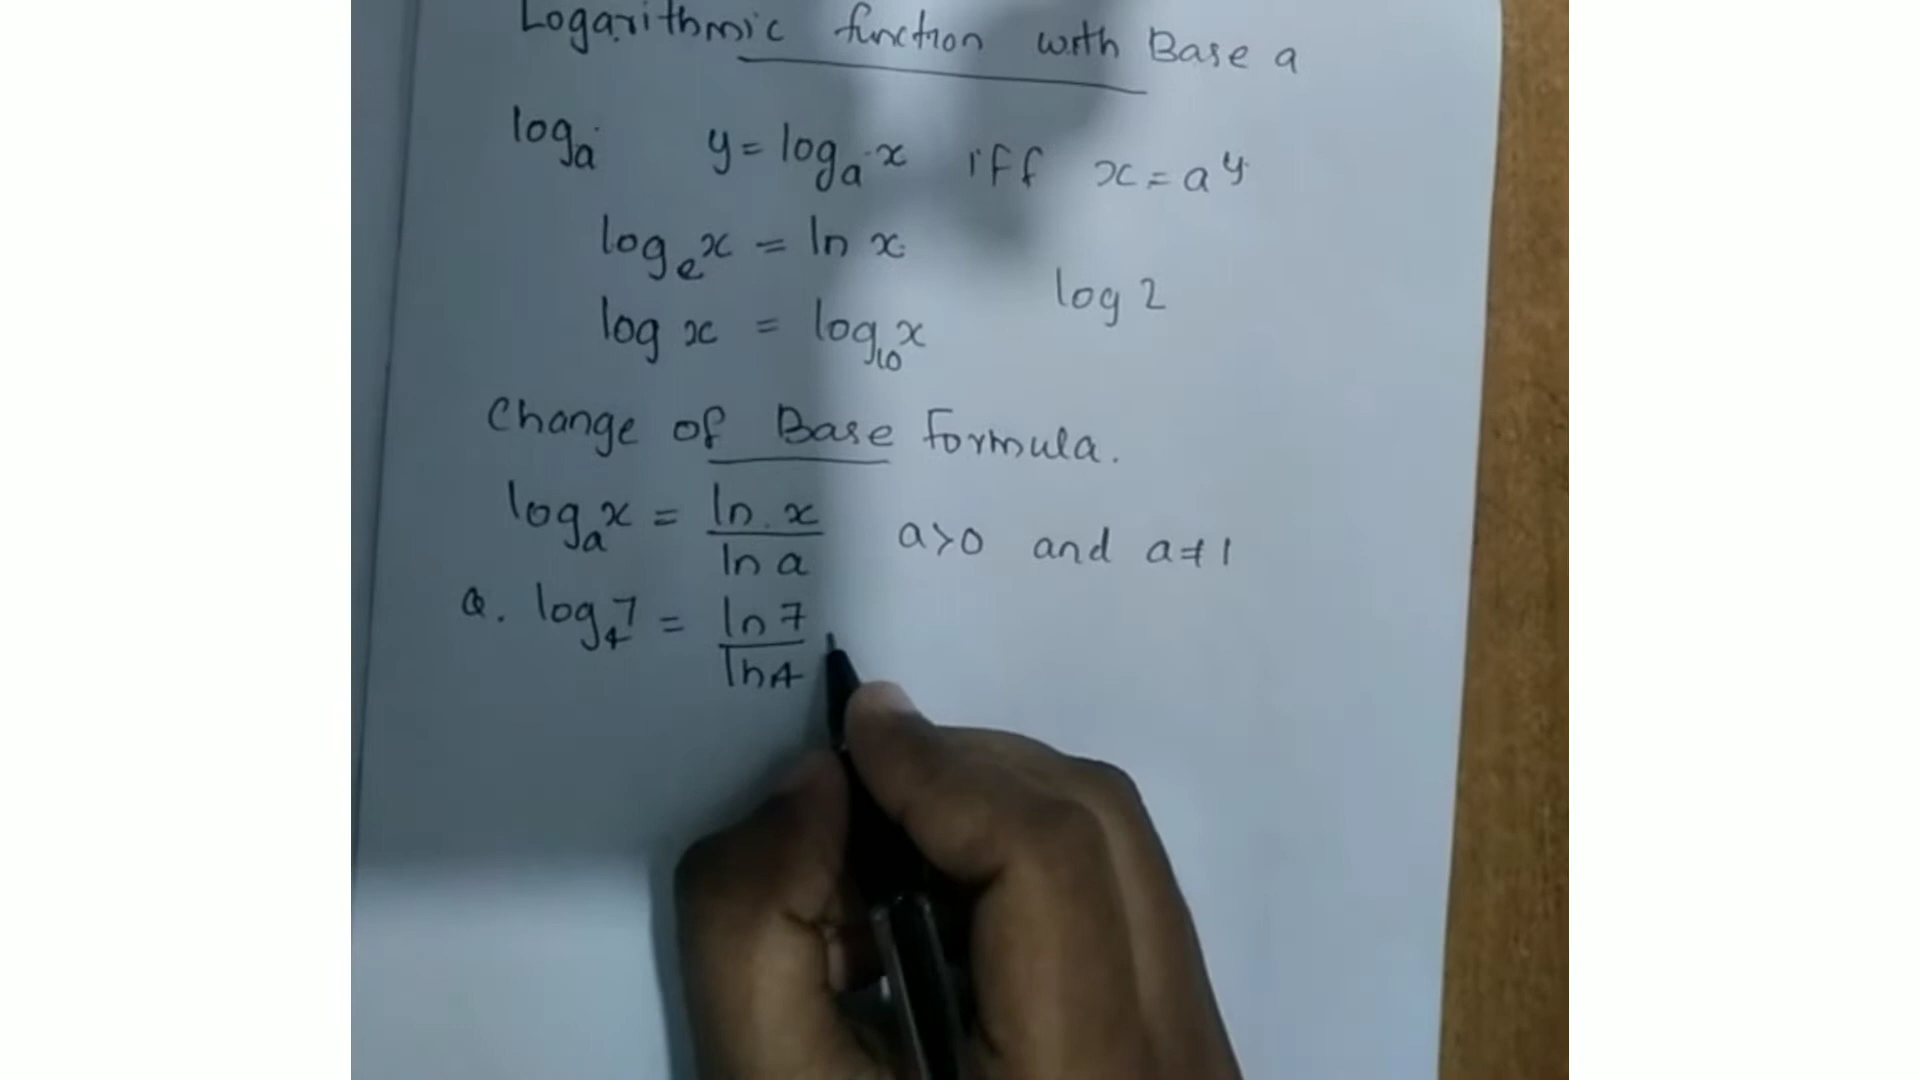 Logarithmic function with Base a
logₐ y = logₐ x iff x = a^y
logₑ x = ln x
log 2
log x = log₁₀ x
Change of Base Formula.
logₐ x = ln x / ln a a>0 and a≠1
Q. log₄ 7 = ln 7 / ln 4